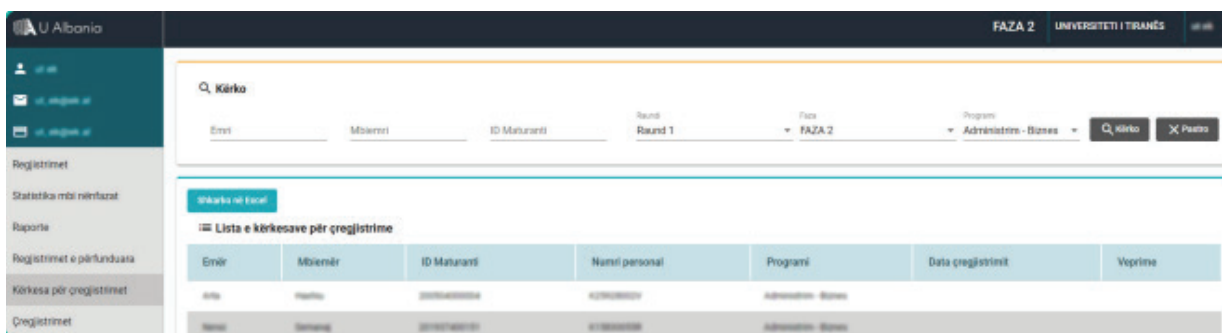 U Albania
FAZA 2 UNIVERSITETI I TIRANËS
Kërko
Emri Mbiemri ID Maturanti Raund Raund 1 Faza FAZA 2 Programi Administrim - Biznes Kërko Pastro
Regjistrimet
Statistika mbi nënfazat
Raporte
Regjistrimet e përfunduara
Kërkesa për çregjistrimet
Çregjistrimet
Shkarko në Excel
Lista e kërkesave për çregjistrime
Emër Mbiemër ID Maturanti Numri personal Programi Data çregjistrimit Veprime